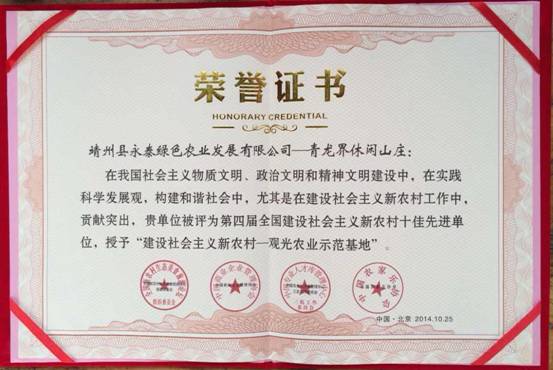 荣誉证书
HONORARY CREDENTIAL
靖州县永泰绿色农业发展有限公司—青龙界休闲山庄:
在我国社会主义物质文明、政治文明和精神文明建设中,在实践
科学发展观,构建和谐社会中,尤其是在建设社会主义新农村工作中,
贡献突出,贵单位被评为第四届全国建设社会主义新农村十佳先进单
位,授予“建设社会主义新农村—观光农业示范基地”。
中国农家乐协会
中国·北京 2014.10.25